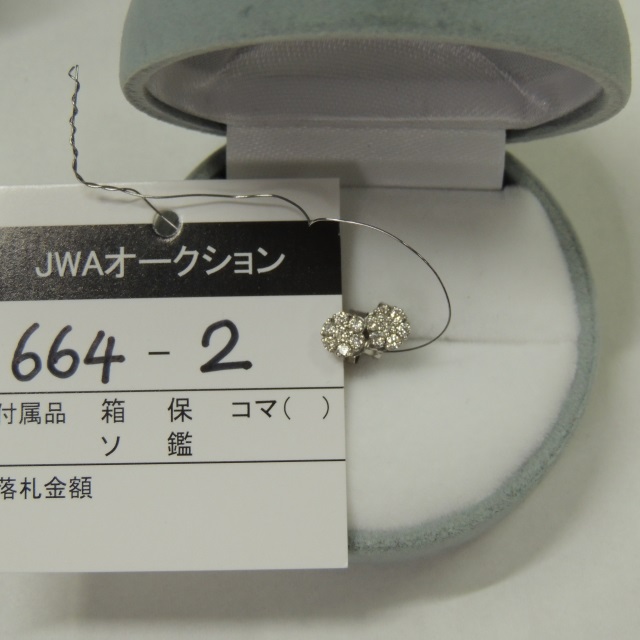 JWAオークション
664-2
付属品 箱 保 コマ( )
ソ 鑑
落札金額